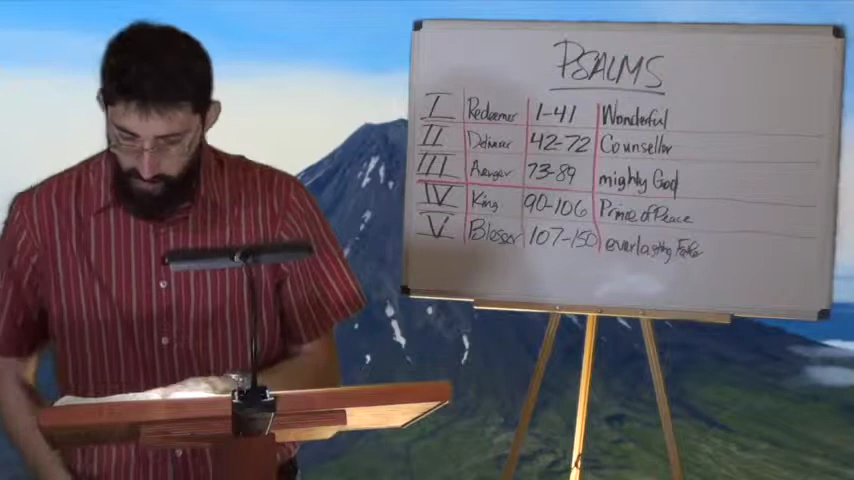 PSALMS
I Redeemer 1-41 Wonderful
II Deliverer 42-72 Counsellor
III Avenger 73-89 mighty God
IV King 90-106 Prince of Peace
V Blesser 107-150 everlasting Father